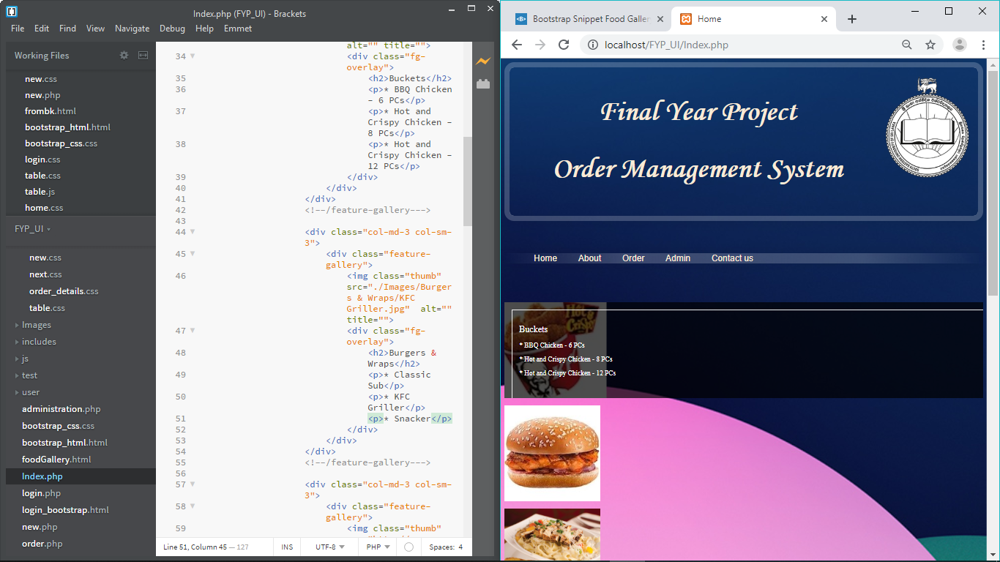 Index.php (FYP_UI) - Brackets
File Edit Find View Navigate Debug Help Emmet
Working Files
new.css
new.php
frombk.html
bootstrap_html.html
bootstrap_css.css
login.css
table.css
table.js
home.css
FYP_UI
new.css
next.css
order_details.css
table.css
Images
includes
js
test
user
administration.php
bootstrap_css.css
bootstrap_html.html
foodGallery.html
Index.php
login.php
login_bootstrap.html
new.php
order.php
alt="" title="">
34 <div class="fg-
overlay">
35 <h2>Buckets</h2>
36 <p>* BBQ Chicken
– 6 PCs</p>
37 <p>* Hot and
Crispy Chicken –
8 PCs</p>
38 <p>* Hot and
Crispy Chicken –
12 PCs</p>
39 </div>
40 </div>
41 </div>
42 <!--/feature-gallery--->
43
44 <div class="col-md-3 col-sm-
3">
45 <div class="feature-
gallery">
46 <img class="thumb"
src="./Images/Burger
s & Wraps/KFC
Griller.jpg" alt=""
title="">
47 <div class="fg-
overlay">
48 <h2>Burgers &
Wraps</h2>
49 <p>* Classic
Sub</p>
50 <p>* KFC
Griller</p>
51 <p>* Snacker</p>
52 </div>
53 </div>
54 </div>
55 <!--/feature-gallery--->
56
57 <div class="col-md-3 col-sm-
3">
58 <div class="feature-
gallery">
59 <img class="thumb"
Line 51, Column 45 — 127 INS UTF-8 PHP Spaces: 4
Bootstrap Snippet Food Galler
Home
localhost/FYP_UI/Index.php
Final Year Project
Order Management System
Home About Order Admin Contact us
Hot &
Crispy
Buckets
* BBQ Chicken - 6 PCs
* Hot and Crispy Chicken - 8 PCs
* Hot and Crispy Chicken - 12 PCs